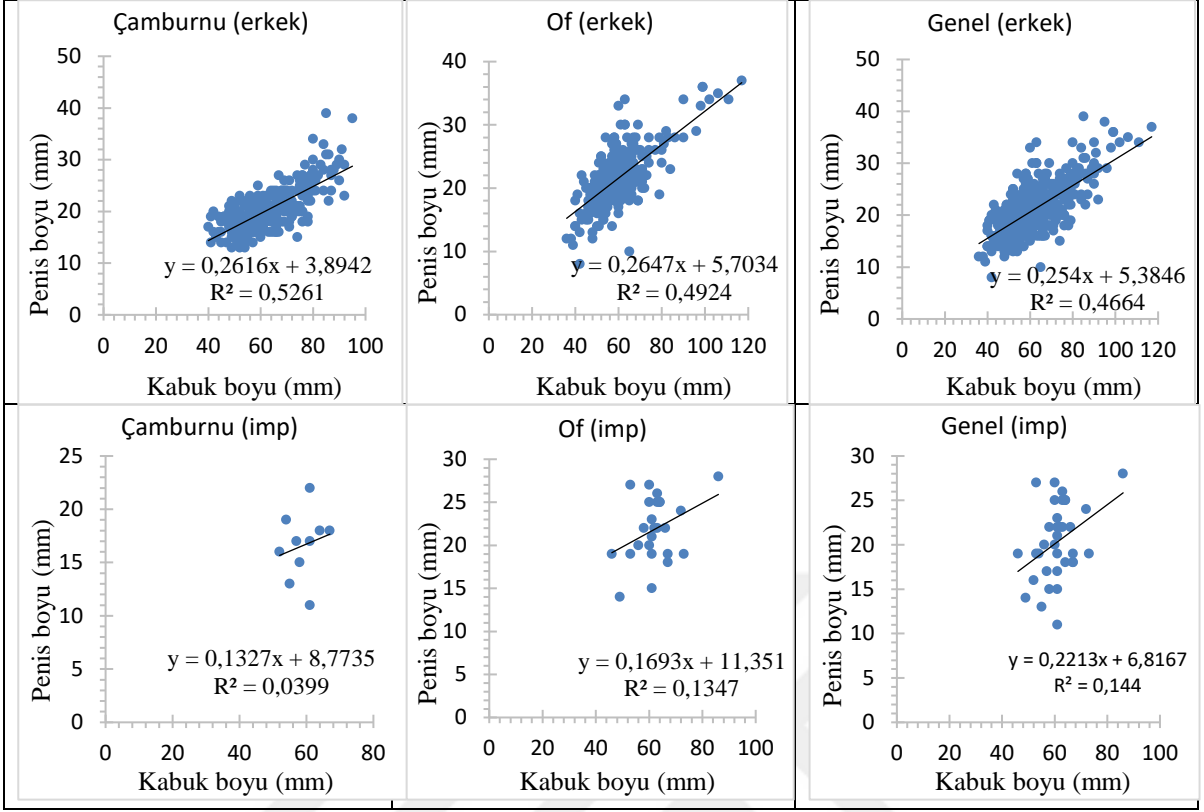 Çamburnu (erkek)
50
40
30
20
10
0
0 20 40 60 80 100
Penis boyu (mm)
Kabuk boyu (mm)
y = 0,2616x + 3,8942
R² = 0,5261
Of (erkek)
40
30
20
10
0
0 20 40 60 80 100 120
Penis boyu (mm)
Kabuk boyu (mm)
y = 0,2647x + 5,7034
R² = 0,4924
Genel (erkek)
50
40
30
20
10
0
0 20 40 60 80 100 120
Penis boyu (mm)
Kabuk boyu (mm)
y = 0,254x + 5,3846
R² = 0,4664
Çamburnu (imp)
25
20
15
10
5
0
0 20 40 60 80
Penis boyu (mm)
Kabuk boyu (mm)
y = 0,1327x + 8,7735
R² = 0,0399
Of (imp)
30
25
20
15
10
5
0
0 20 40 60 80 100
Penis boyu (mm)
Kabuk boyu (mm)
y = 0,1693x + 11,351
R² = 0,1347
Genel (imp)
30
25
20
15
10
5
0
0 20 40 60 80 100
Penis boyu (mm)
Kabuk boyu (mm)
y = 0,2213x + 6,8167
R² = 0,144